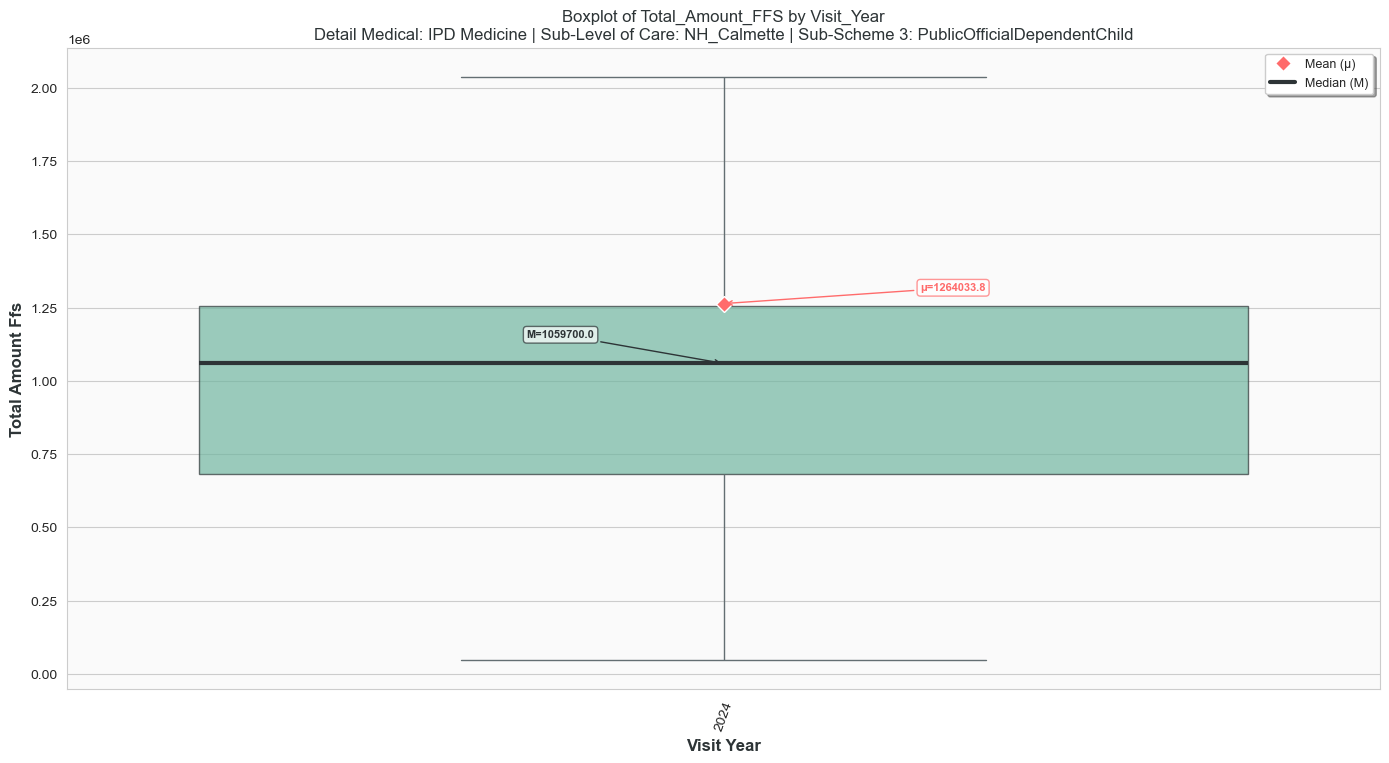 Boxplot of Total_Amount_FFS by Visit_Year
Detail Medical: IPD Medicine | Sub-Level of Care: NH_Calmette | Sub-Scheme 3: PublicOfficialDependentChild
1e6
Mean (μ)
Median (M)
2.00
1.75
1.50
1.25
1.00
0.75
0.50
0.25
0.00
μ=1264033.8
M=1059700.0
Total Amount Ffs
2024
Visit Year